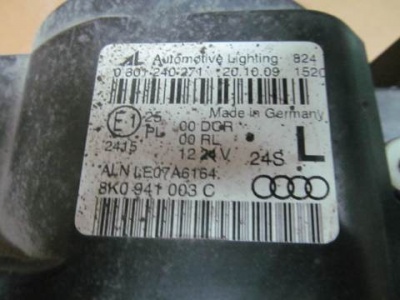 AL Automotive Lighting 824
0 301 240 271 20.10.09 1520
Made in Germany
E1 25 00 DCR
PL 00 RL
2415 12 24V 24S L
ALN LE07A6164
8K0 941 003 C